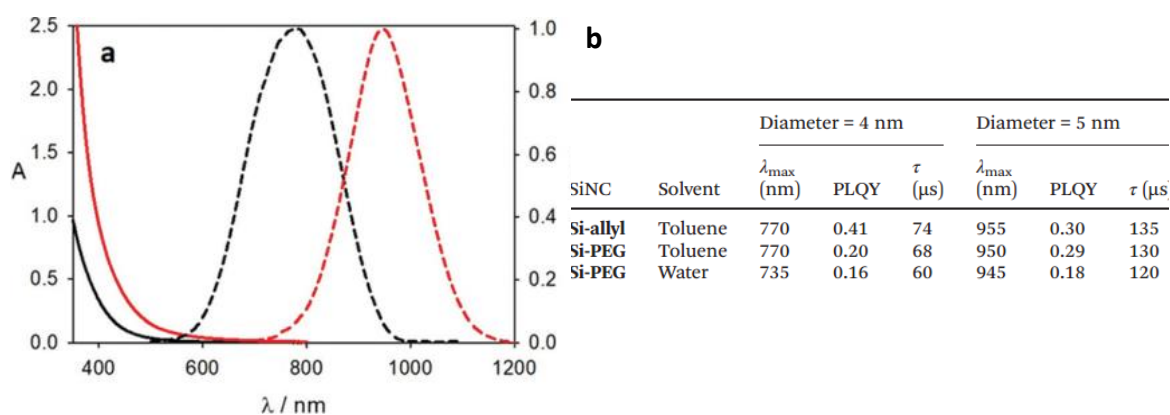 a
2.5
2.0
1.5
1.0
0.5
0.0
A
1.0
0.8
0.6
0.4
0.2
0.0
400 600 800 1000 1200
λ / nm
b
Diameter = 4 nm Diameter = 5 nm
SiNC Solvent λmax (nm) PLQY τ (μs) λmax (nm) PLQY τ (μs)
Si-allyl Toluene 770 0.41 74 955 0.30 135
Si-PEG Toluene 770 0.20 68 950 0.29 130
Si-PEG Water 735 0.16 60 945 0.18 120